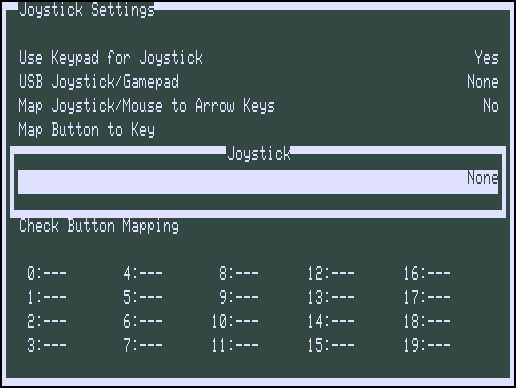 Joystick Settings
Use Keypad for Joystick Yes
USB Joystick/Gamepad None
Map Joystick/Mouse to Arrow Keys No
Map Button to Key
Joystick
None
Check Button Mapping
0:--- 4:--- 8:--- 12:--- 16:---
1:--- 5:--- 9:--- 13:--- 17:---
2:--- 6:--- 10:--- 14:--- 18:---
3:--- 7:--- 11:--- 15:--- 19:---